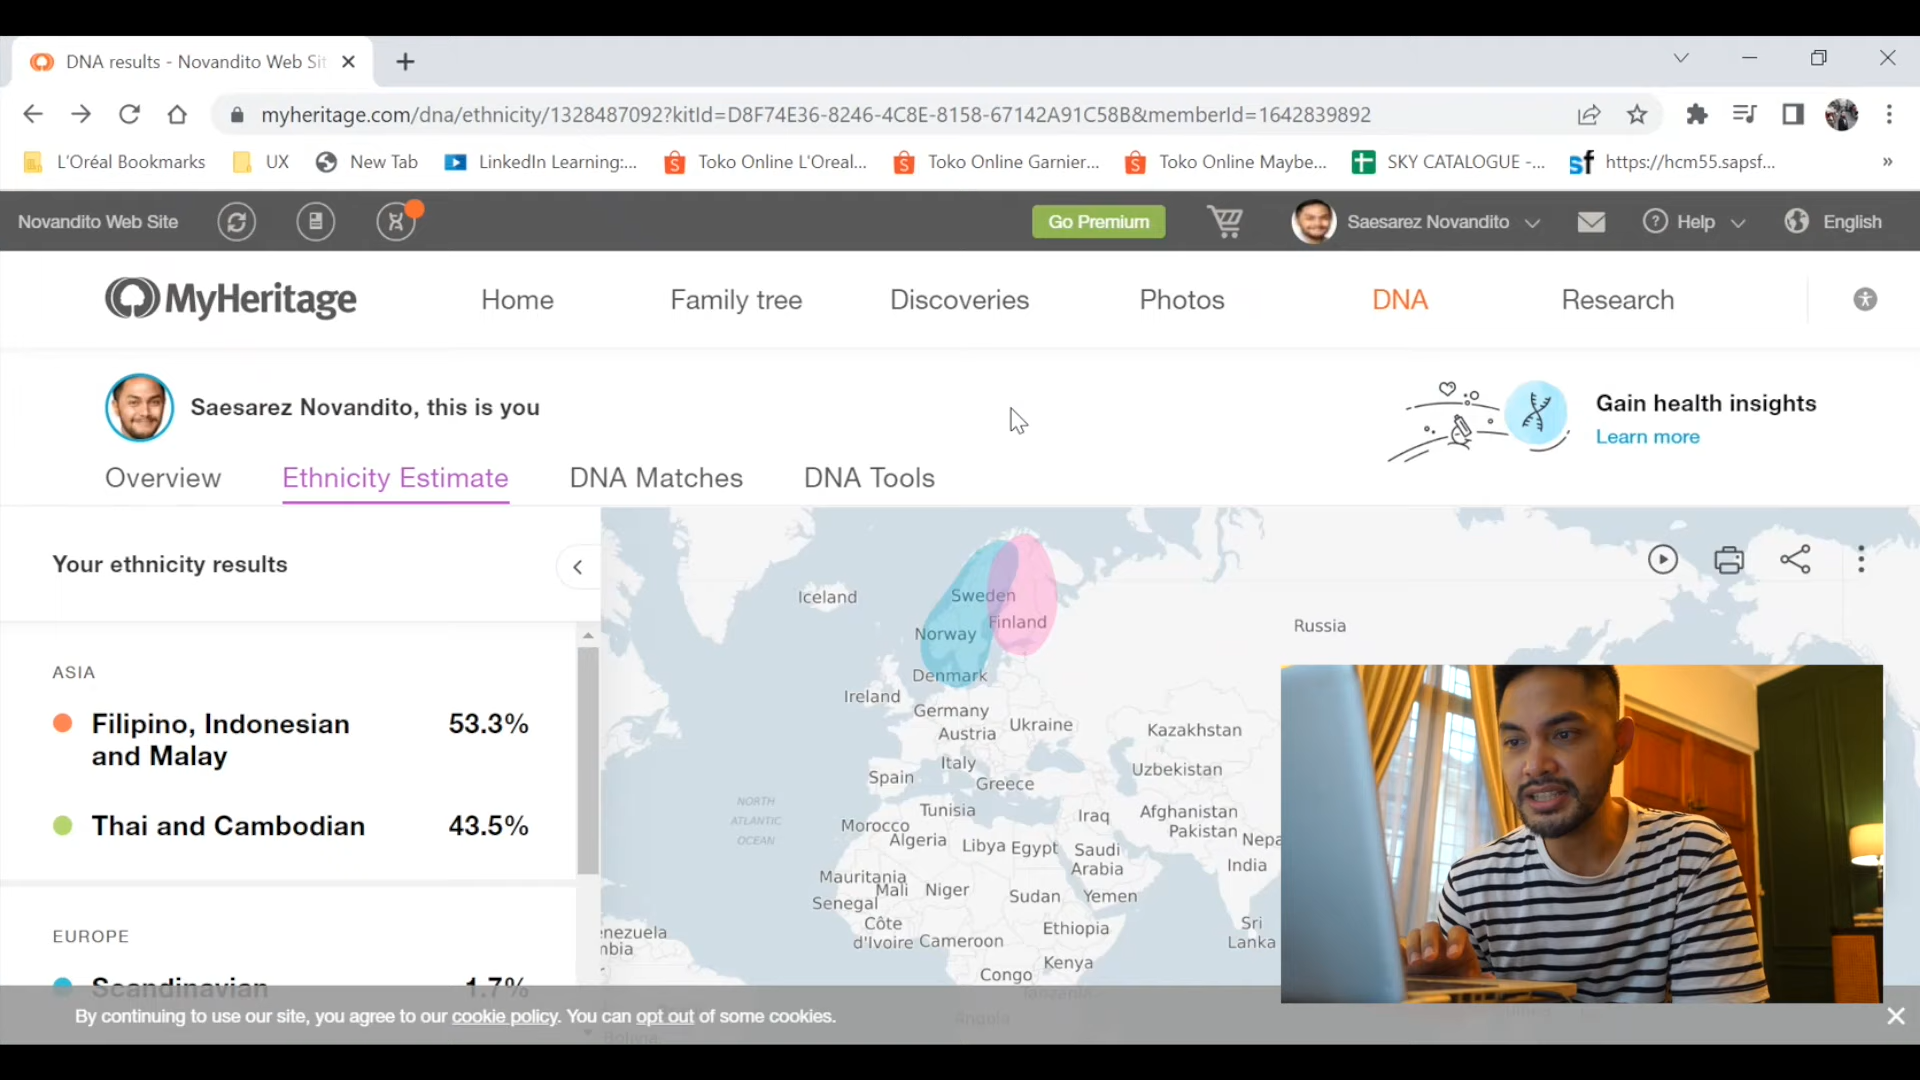 DNA results - Novandito Web Sit
myheritage.com/dna/ethnicity/1328487092?kitId=D8F74E36-8246-4C8E-8158-67142A91C58B&memberId=1642839892
L'Oréal Bookmarks UX New Tab LinkedIn Learning:... Toko Online L'Oreal... Toko Online Garnier... Toko Online Maybe... SKY CATALOGUE -... https://hcm55.sapsf... »
Novandito Web Site Go Premium Saesarez Novandito Help English
MyHeritage Home Family tree Discoveries Photos DNA Research
Saesarez Novandito, this is you
Gain health insights
Learn more
Overview Ethnicity Estimate DNA Matches DNA Tools
Your ethnicity results
ASIA
Filipino, Indonesian and Malay 53.3%
Thai and Cambodian 43.5%
EUROPE
Scandinavian 1.7%
Iceland
Sweden
Finland
Norway
Russia
Denmark
Ireland
Germany
Ukraine
Austria
Kazakhstan
Italy
Uzbekistan
Spain
Greece
NORTH
ATLANTIC
OCEAN
Tunisia
Iraq
Afghanistan
Morocco
Pakistan
Algeria
Libya
Egypt
Saudi
Arabia
Nepa
India
Mauritania
Mali
Niger
Sudan
Yemen
Senegal
Côte
d'Ivoire
Cameroon
Ethiopia
Sri
Lanka
enezuela
mbia
Kenya
Congo
Tanzania
Angola
Bolivia
By continuing to use our site, you agree to our cookie policy. You can opt out of some cookies.